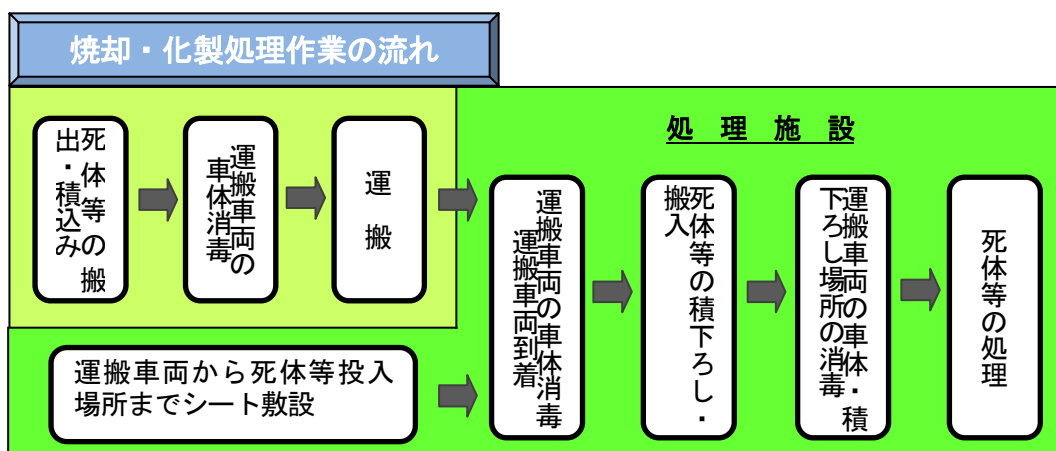 焼却・化製処理作業の流れ
死体等の搬
出・積込み
運搬車両の
車体消毒
運搬
処理施設
運搬車両から死体等投入
場所までシート敷設
運搬車両の車体消毒
運搬車両到着
死体等の積下ろし・
搬入
運搬車両の車体・積
下ろし場所の消毒
死体等の処理